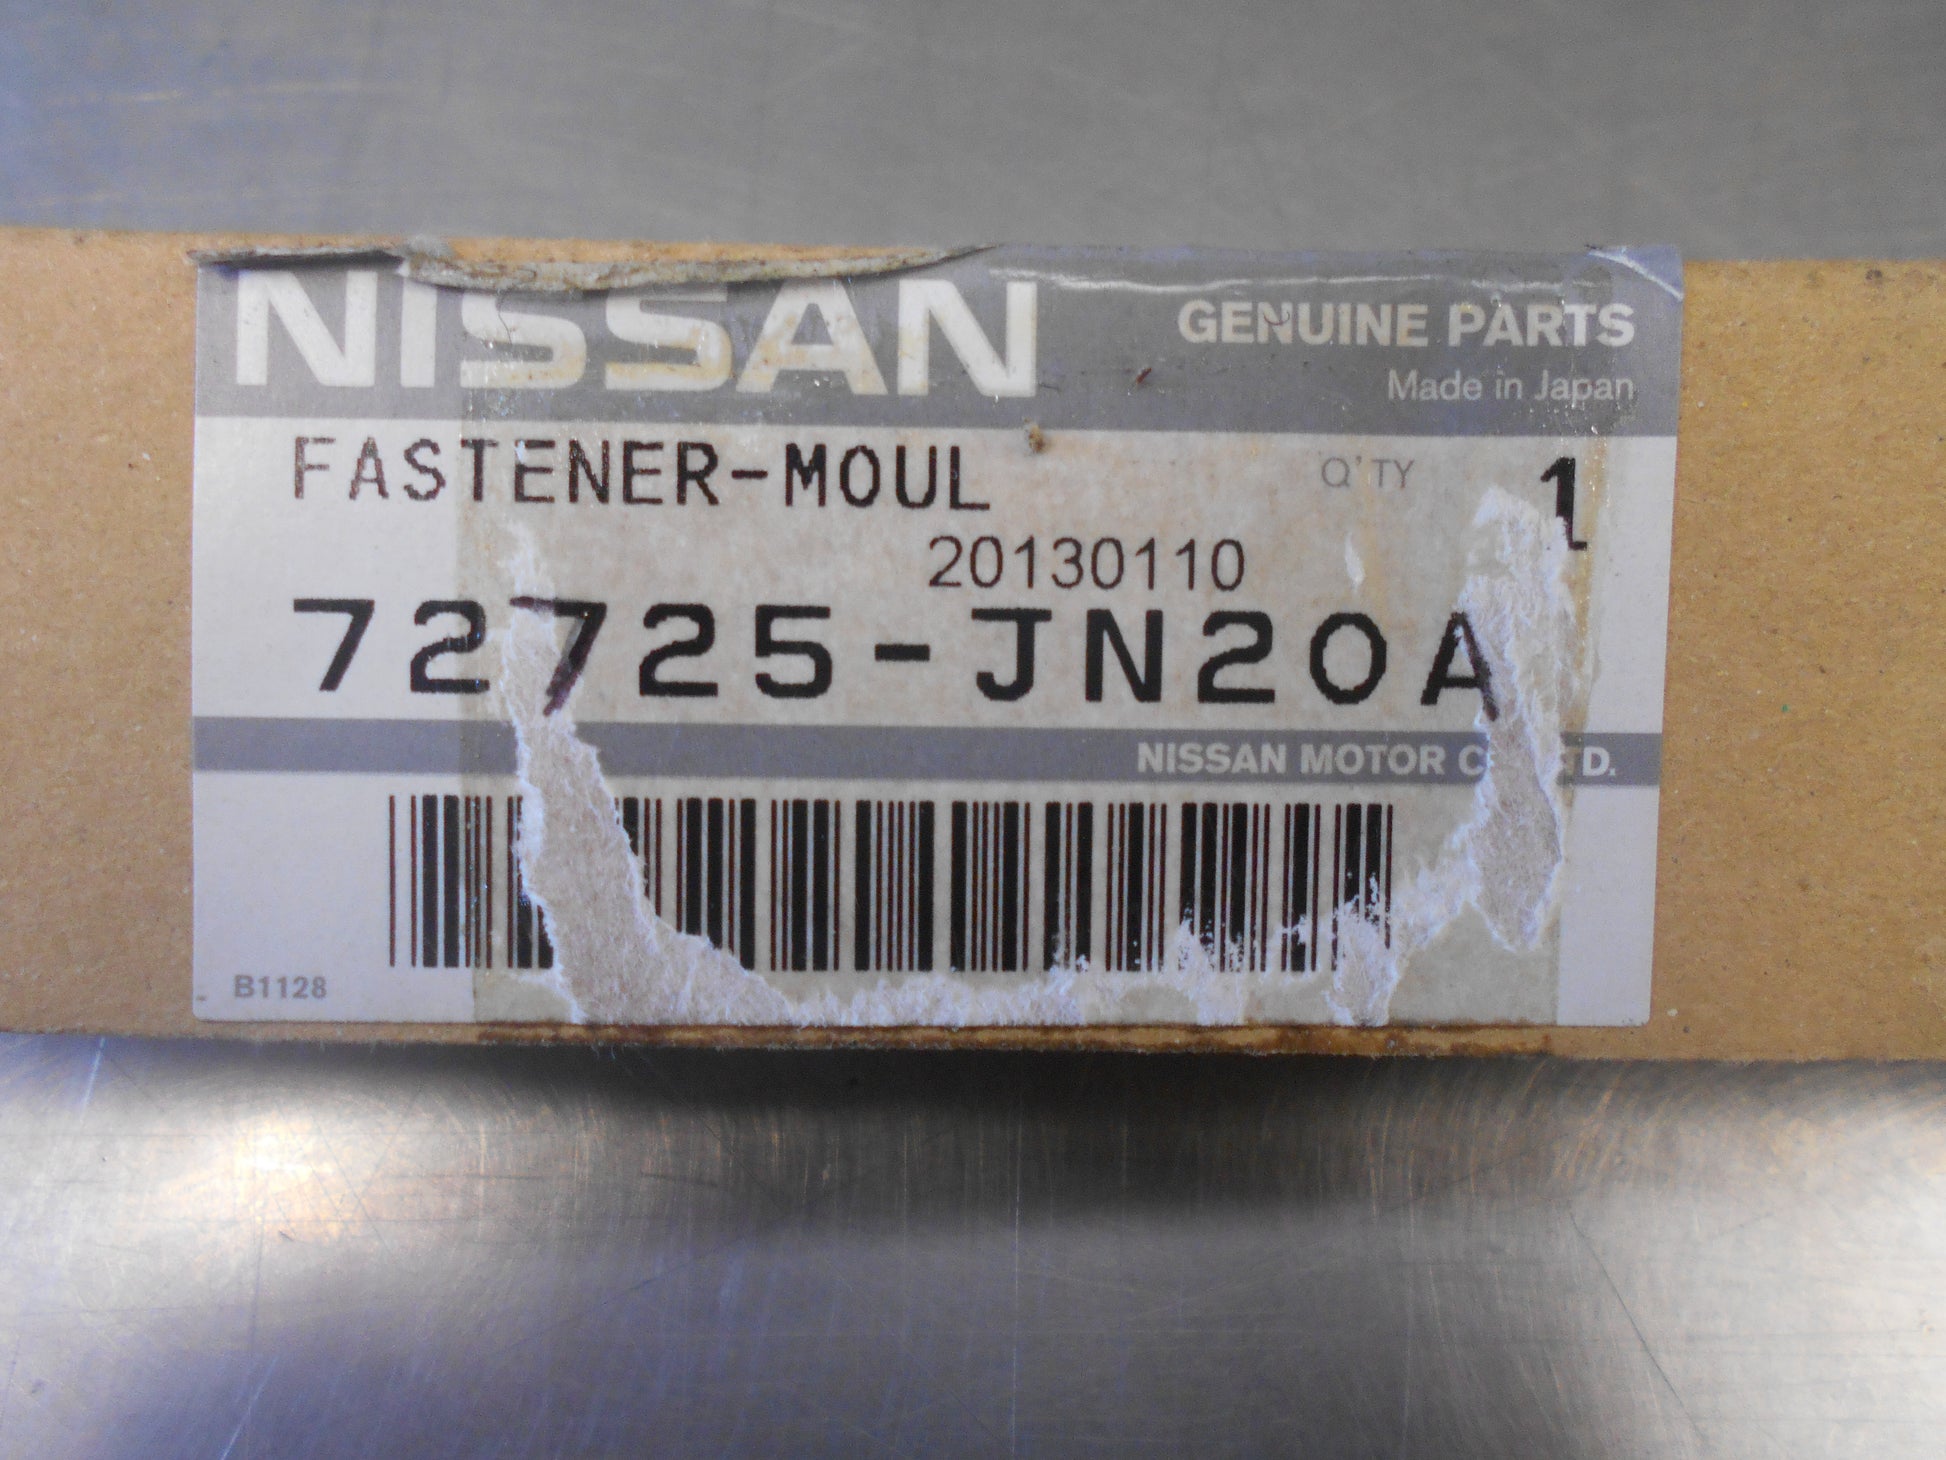 NISSAN GENUINE PARTS
Made in Japan
FASTENER-MOUL Q'TY 1
20130110
72725-JN20A
NISSAN MOTOR
B1128